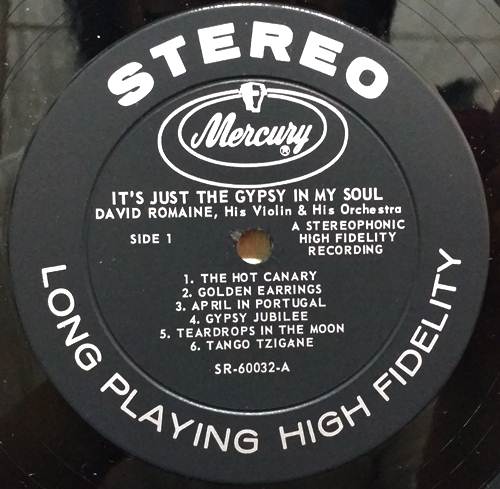 STEREO
Mercury®
IT'S JUST THE GYPSY IN MY SOUL
DAVID ROMAINE, His Violin & His Orchestra
SIDE 1
A STEREOPHONIC
HIGH FIDELITY
RECORDING
1. THE HOT CANARY
2. GOLDEN EARRINGS
3. APRIL IN PORTUGAL
4. GYPSY JUBILEE
5. TEARDROPS IN THE MOON
6. TANGO TZIGANE
SR-60032-A
LONG PLAYING HIGH FIDELITY